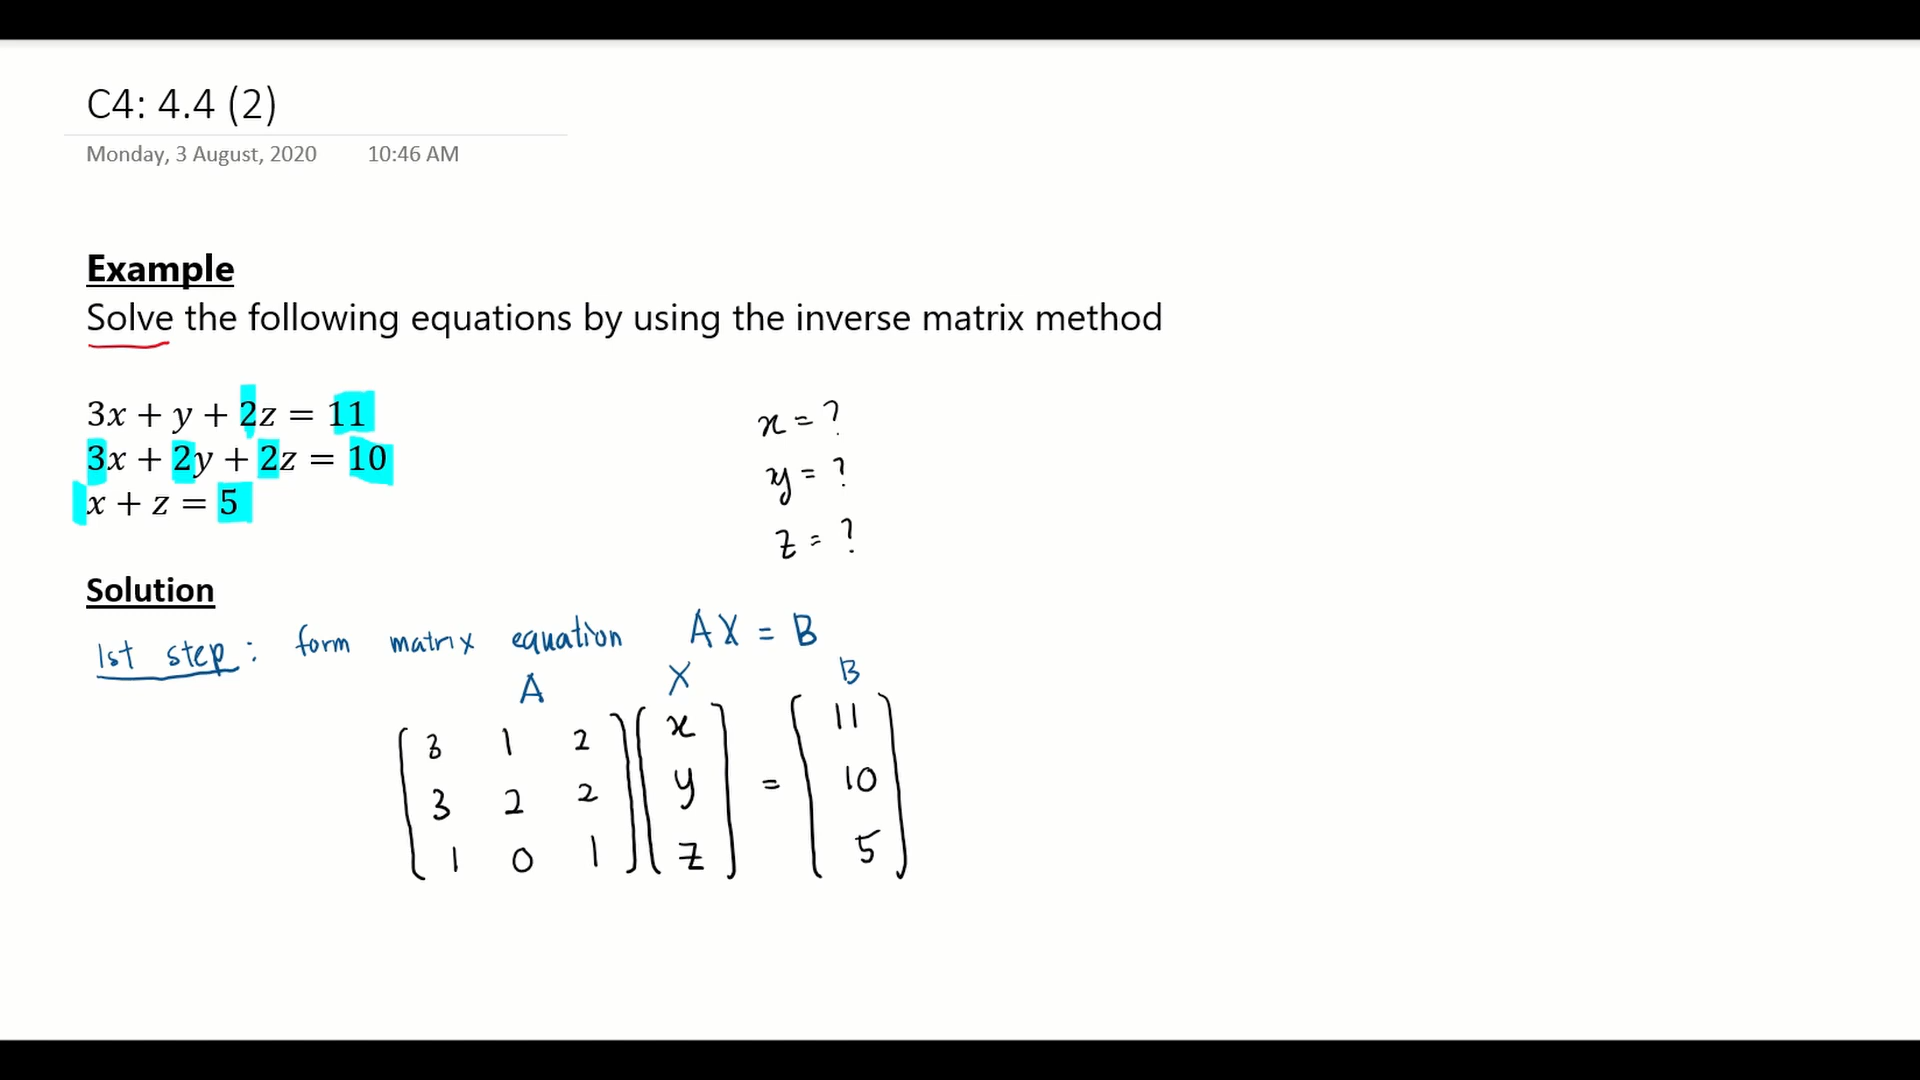 C4: 4.4 (2)
Monday, 3 August, 2020 10:46 AM
Example
Solve the following equations by using the inverse matrix method
3x + y + 2z = 11
3x + 2y + 2z = 10
x + z = 5
x = ?
y = ?
z = ?
Solution
1st step: form matrix equation AX = B
A X B
[3 1 2] [x] = [11]
[3 2 2] [y] = [10]
[1 0 1] [z] = [5]